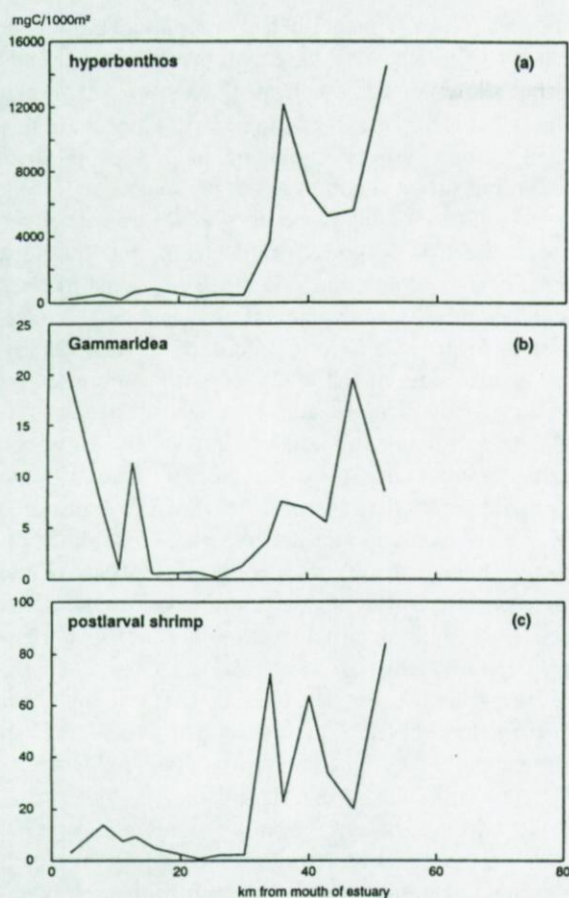 mgC/1000m²
16000
hyperbenthos (a)
12000
8000
4000
0
25
Gammaridea (b)
20
15
10
5
0
100
postlarval shrimp (c)
80
60
40
20
0
0 20 40 60 80
km from mouth of estuary